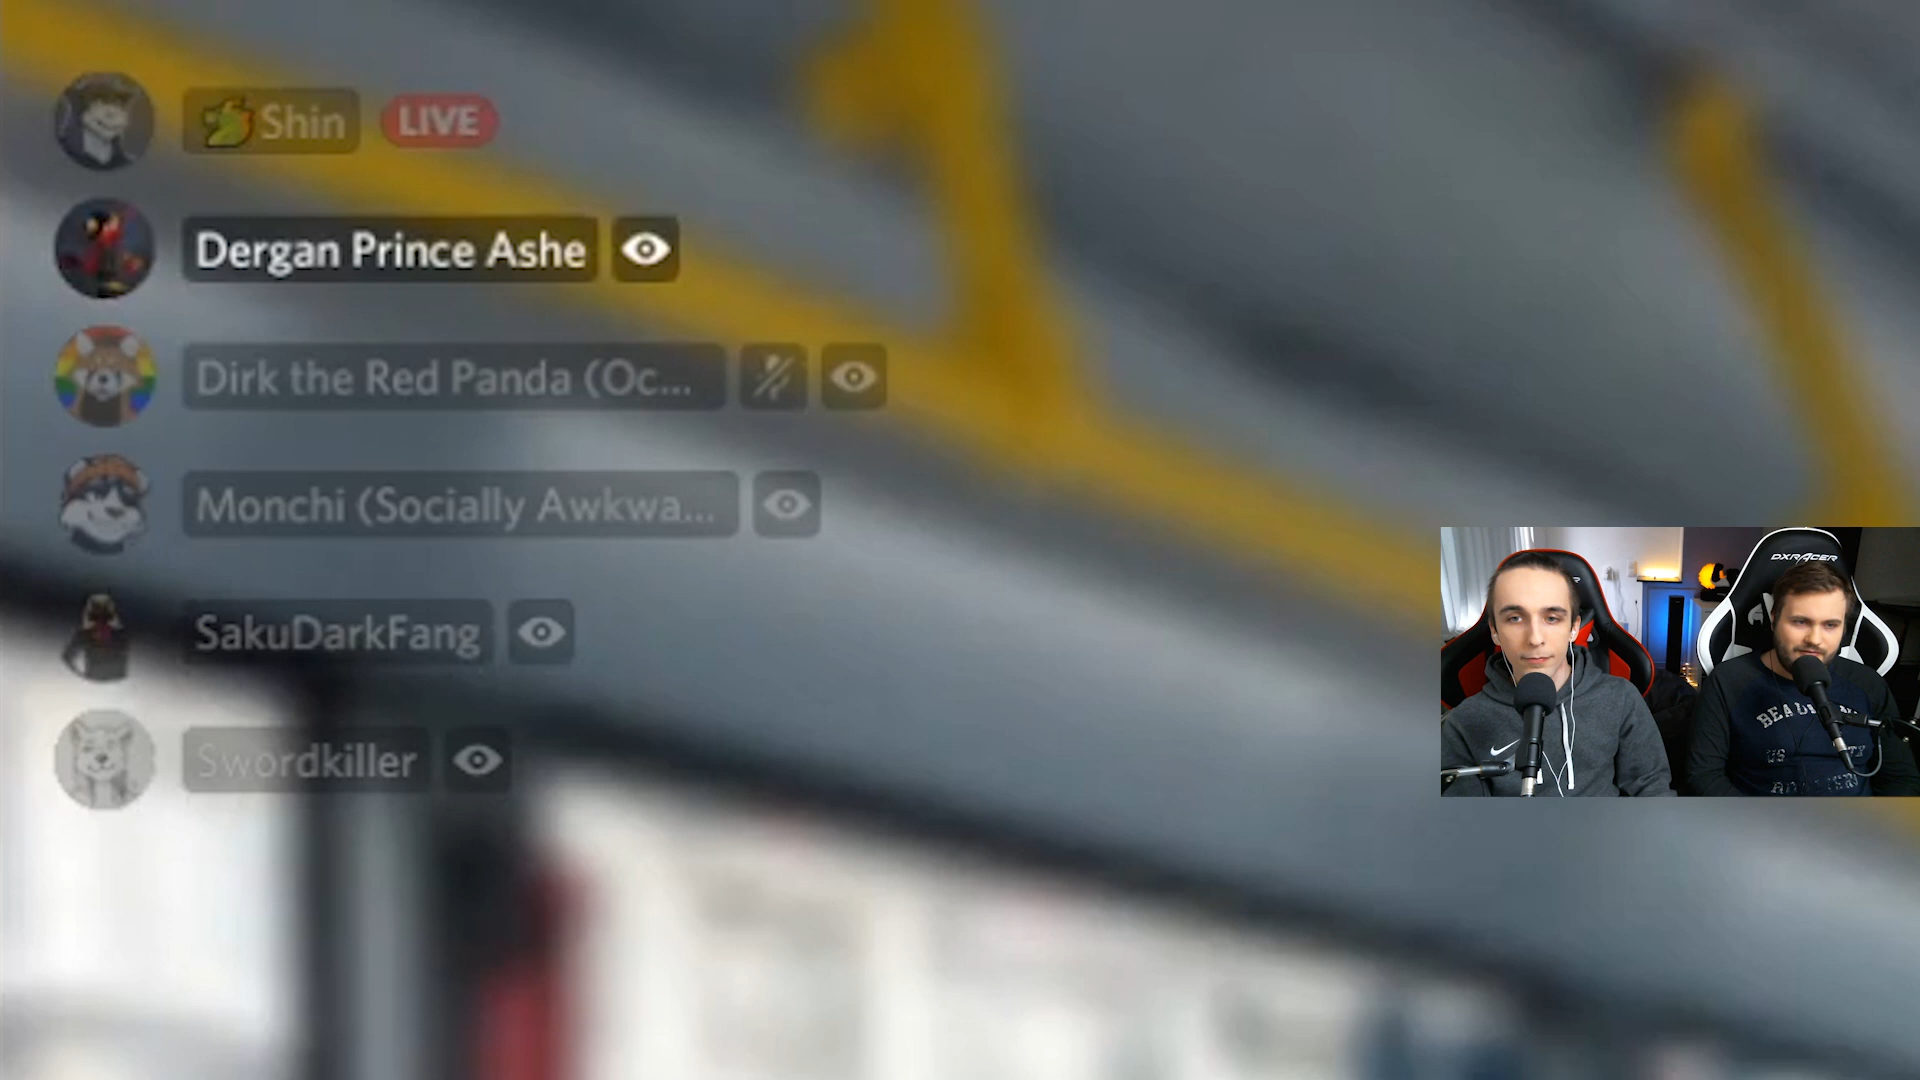 Shin LIVE
Dergan Prince Ashe
Dirk the Red Panda (Oc...
Monchi (Socially Awkwa...
SakuDarkFang
Swordkiller
DXRACER